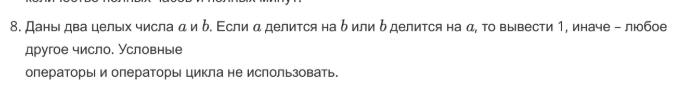 8. Даны два целых числа a и b. Если a делится на b или b делится на a, то вывести 1, иначе – любое
другое число. Условные
операторы и операторы цикла не использовать.